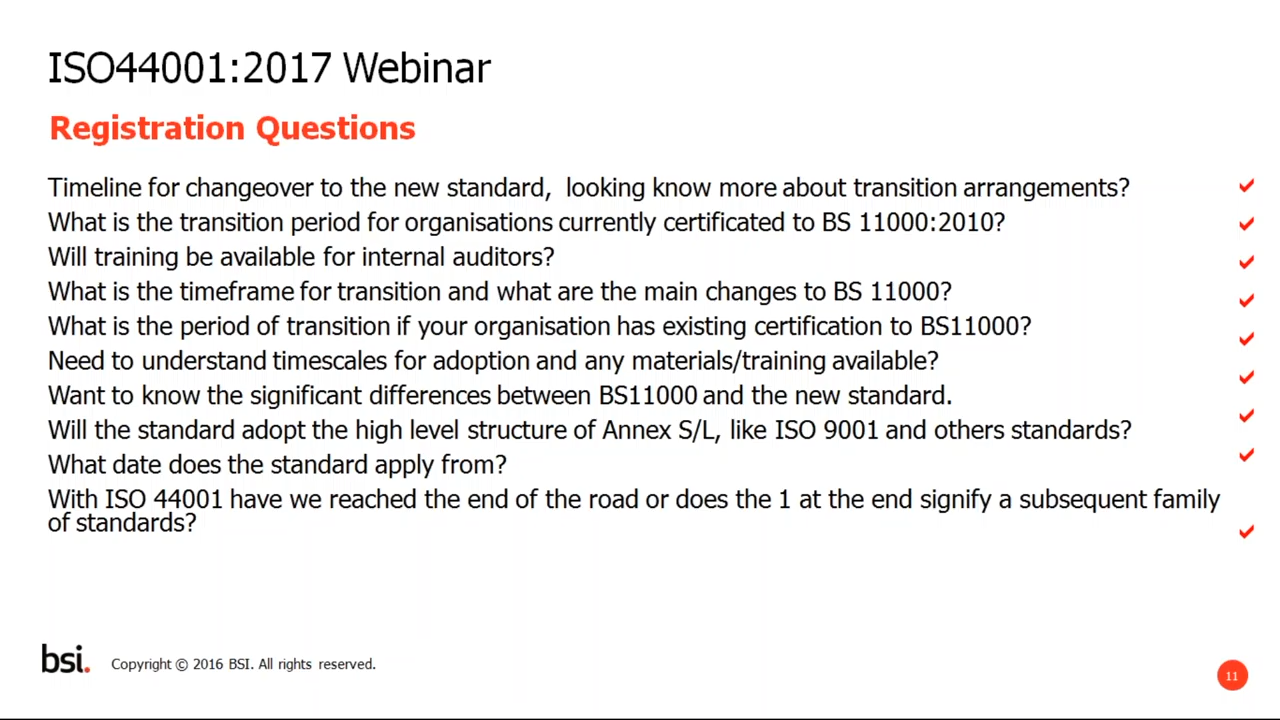 ISO44001:2017 Webinar
Registration Questions
Timeline for changeover to the new standard,  looking know more about transition arrangements?
What is the transition period for organisations currently certificated to BS 11000:2010?
Will training be available for internal auditors?
What is the timeframe for transition and what are the main changes to BS 11000?
What is the period of transition if your organisation has existing certification to BS11000?
Need to understand timescales for adoption and any materials/training available?
Want to know the significant differences between BS11000 and the new standard.
Will the standard adopt the high level structure of Annex S/L, like ISO 9001 and others standards?
What date does the standard apply from?
With ISO 44001 have we reached the end of the road or does the 1 at the end signify a subsequent family
of standards?
bsi.
Copyright © 2016 BSI. All rights reserved.
11